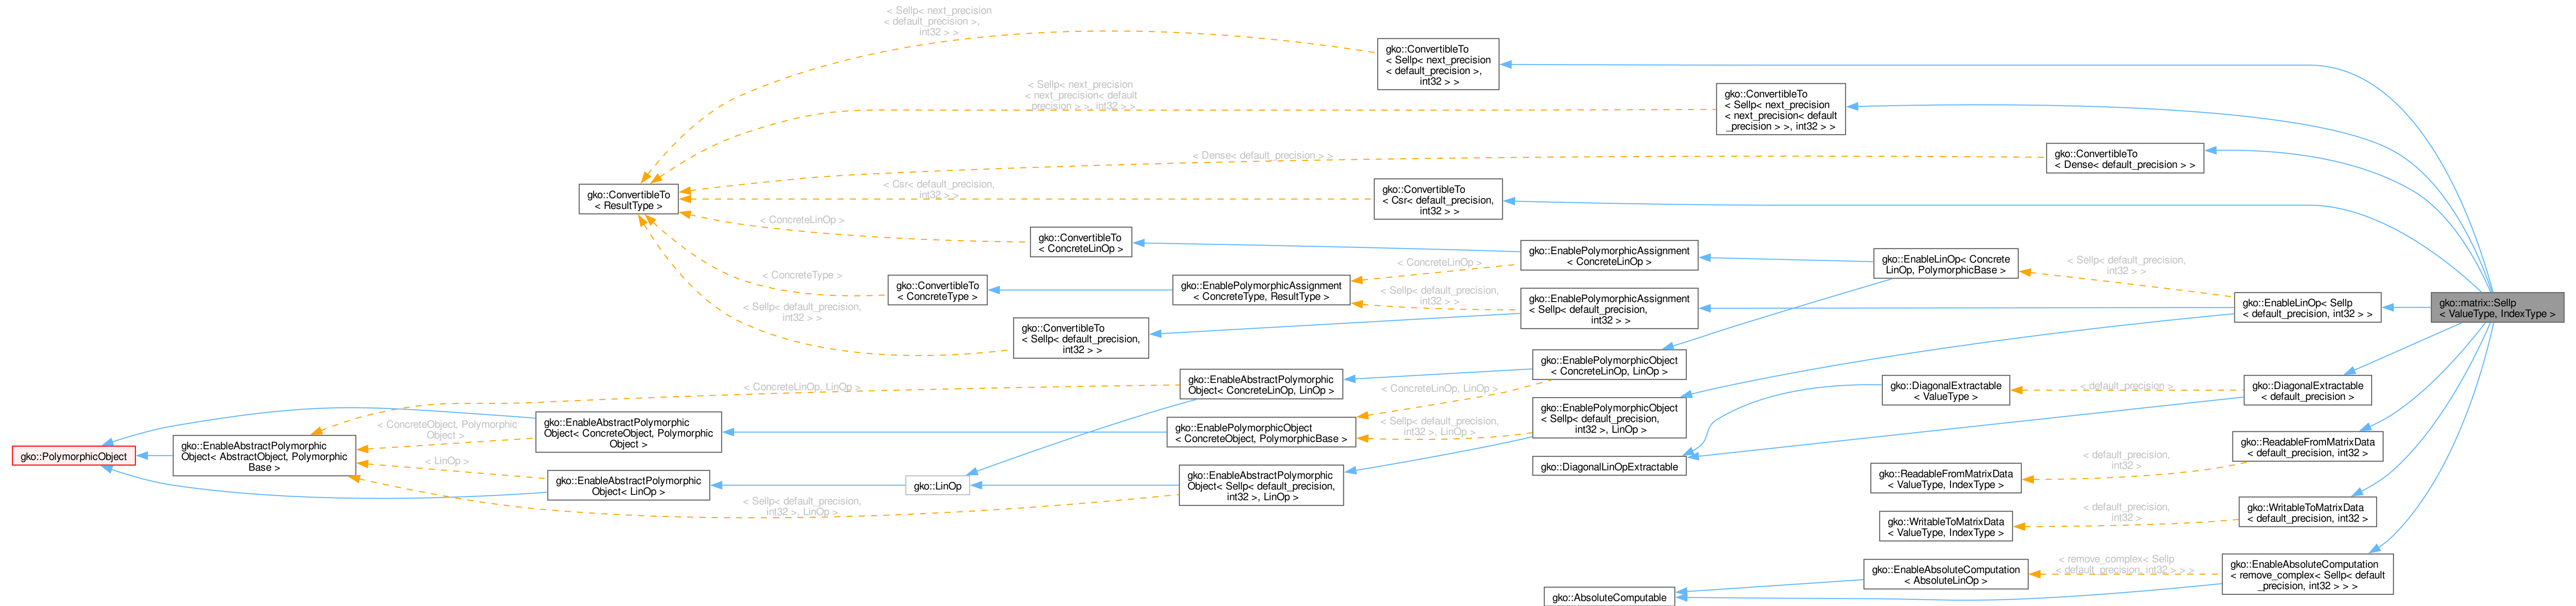 < Sellp< next_precision
< default_precision >,
int32 > >
gko::ConvertibleTo
< Sellp< next_precision
< default_precision >,
int32 > >
< Sellp< next_precision
< next_precision< default
_precision > >, int32 > >
gko::ConvertibleTo
< Sellp< next_precision
< next_precision< default
_precision > >, int32 > >
< Dense< default_precision > >
gko::ConvertibleTo
< Dense< default_precision > >
gko::ConvertibleTo
< ResultType >
< Csr< default_precision,
int32 > >
gko::ConvertibleTo
< Csr< default_precision,
int32 > >
< ConcreteLinOp >
gko::ConvertibleTo
< ConcreteLinOp >
gko::EnablePolymorphicAssignment
< ConcreteLinOp >
gko::EnableLinOp< Concrete
LinOp, PolymorphicBase >
< Sellp< default_precision,
int32 > >
< ConcreteType >
gko::ConvertibleTo
< ConcreteType >
gko::EnablePolymorphicAssignment
< ConcreteType, ResultType >
< ConcreteLinOp >
< Sellp< default_precision,
int32 > >
gko::EnablePolymorphicAssignment
< Sellp< default_precision,
int32 > >
gko::EnableLinOp< Sellp
< default_precision, int32 > >
gko::matrix::Sellp
< ValueType, IndexType >
< Sellp< default_precision,
int32 > >
gko::ConvertibleTo
< Sellp< default_precision,
int32 > >
gko::EnablePolymorphicObject
< ConcreteLinOp, LinOp >
< ConcreteLinOp, LinOp >
gko::EnableAbstractPolymorphic
Object< ConcreteLinOp, LinOp >
< ConcreteLinOp, LinOp >
gko::DiagonalExtractable
< ValueType >
< default_precision >
gko::DiagonalExtractable
< default_precision >
gko::EnablePolymorphicObject
< Sellp< default_precision,
int32 >, LinOp >
< ConcreteObject, Polymorphic
Object >
gko::EnableAbstractPolymorphic
Object< ConcreteObject, Polymorphic
Object >
gko::EnablePolymorphicObject
< ConcreteObject, PolymorphicBase >
< Sellp< default_precision,
int32 >, LinOp >
gko::PolymorphicObject
gko::EnableAbstractPolymorphic
Object< AbstractObject, Polymorphic
Base >
< LinOp >
gko::EnableAbstractPolymorphic
Object< LinOp >
gko::LinOp
gko::EnableAbstractPolymorphic
Object< Sellp< default_precision,
int32 >, LinOp >
< Sellp< default_precision,
int32 >, LinOp >
gko::DiagonalLinOpExtractable
gko::ReadableFromMatrixData
< ValueType, IndexType >
< default_precision,
int32 >
gko::ReadableFromMatrixData
< default_precision, int32 >
gko::WritableToMatrixData
< ValueType, IndexType >
< default_precision,
int32 >
gko::WritableToMatrixData
< default_precision, int32 >
gko::EnableAbsoluteComputation
< AbsoluteLinOp >
< remove_complex< Sellp
< default_precision, int32 > > >
gko::EnableAbsoluteComputation
< remove_complex< Sellp< default
_precision, int32 > > >
gko::AbsoluteComputable